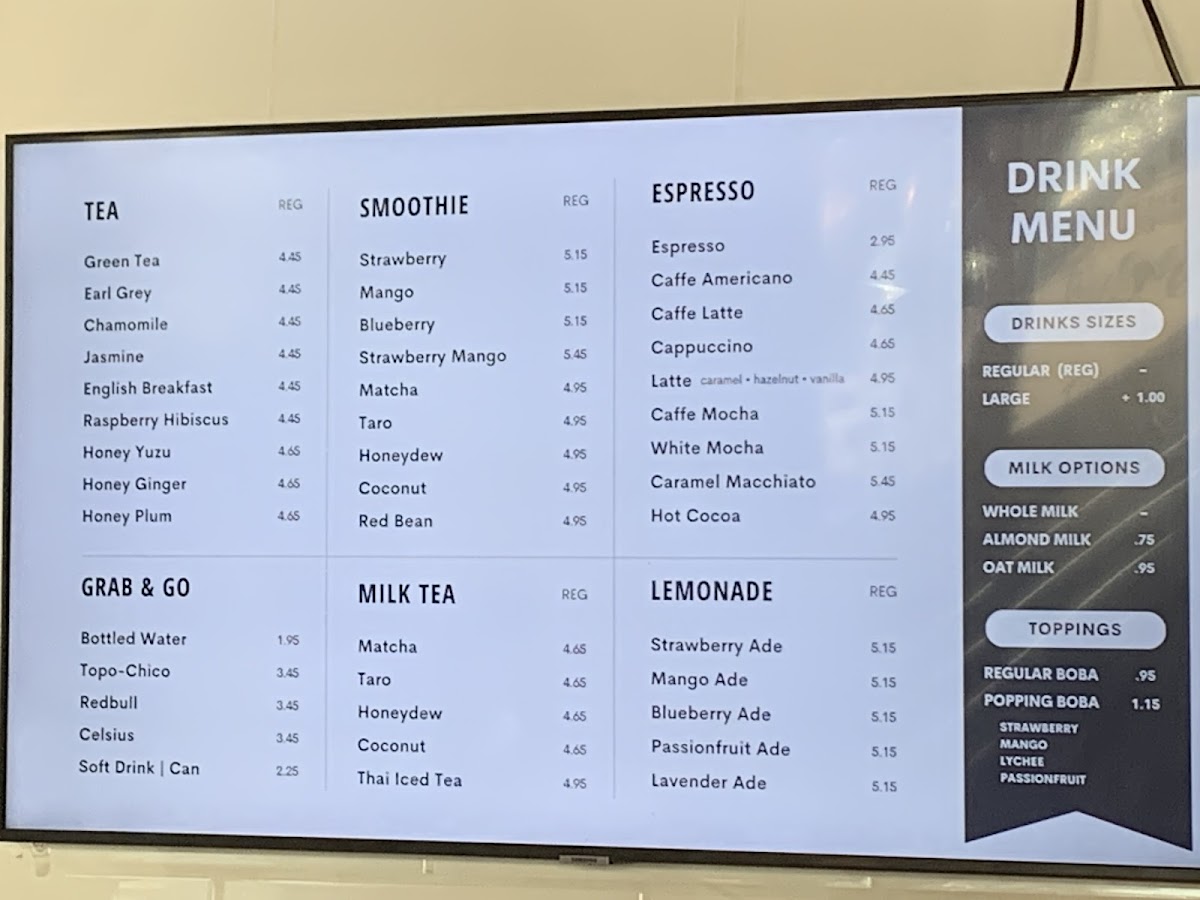 TEA REG
Green Tea 4.45
Earl Grey 4.45
Chamomile 4.45
Jasmine 4.45
English Breakfast 4.45
Raspberry Hibiscus 4.45
Honey Yuzu 4.65
Honey Ginger 4.65
Honey Plum 4.65
SMOOTHIE REG
Strawberry 5.15
Mango 5.15
Blueberry 5.15
Strawberry Mango 5.45
Matcha 4.95
Taro 4.95
Honeydew 4.95
Coconut 4.95
Red Bean 4.95
ESPRESSO REG
Espresso 2.95
Caffe Americano 4.45
Caffe Latte 4.65
Cappuccino 4.65
Latte caramel • hazelnut • vanilla 4.95
Caffe Mocha 5.15
White Mocha 5.15
Caramel Macchiato 5.45
Hot Cocoa 4.95
GRAB & GO
Bottled Water 1.95
Topo-Chico 3.45
Redbull 3.45
Celsius 3.45
Soft Drink | Can 2.25
MILK TEA REG
Matcha 4.65
Taro 4.65
Honeydew 4.65
Coconut 4.65
Thai Iced Tea 4.95
LEMONADE REG
Strawberry Ade 5.15
Mango Ade 5.15
Blueberry Ade 5.15
Passionfruit Ade 5.15
Lavender Ade 5.15
DRINK
MENU
DRINKS SIZES
REGULAR (REG) -
LARGE + 1.00
MILK OPTIONS
WHOLE MILK -
ALMOND MILK .75
OAT MILK .95
TOPPINGS
REGULAR BOBA .95
POPPING BOBA 1.15
STRAWBERRY
MANGO
LYCHEE
PASSIONFRUIT
SAMSUNG